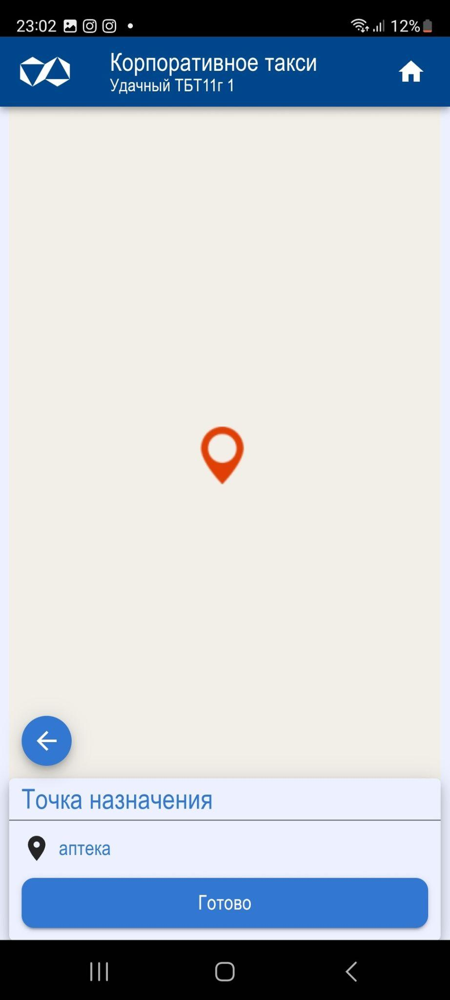 23:02
12%
Корпоративное такси
Удачный ТБТ11г 1
Точка назначения
аптека
Готово